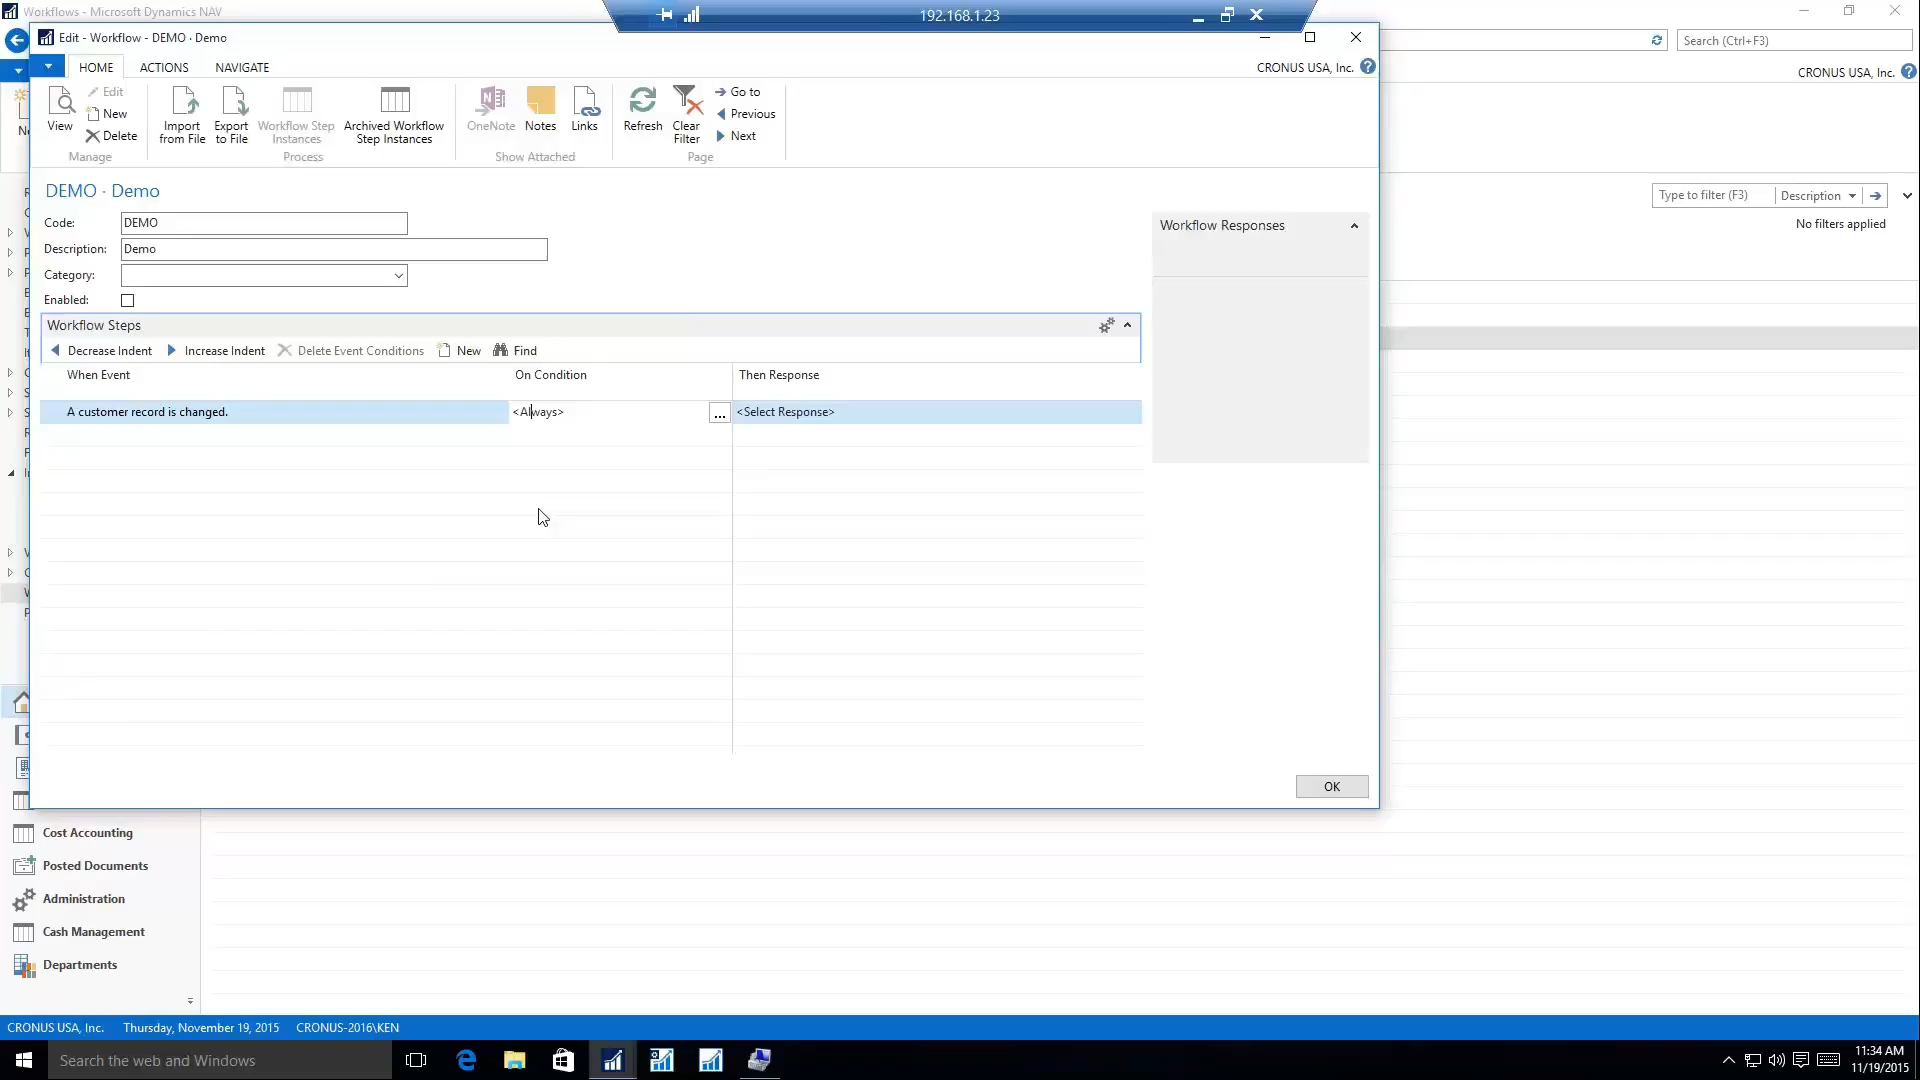 Workflows - Microsoft Dynamics NAV
192.168.1.23
Edit - Workflow - DEMO · Demo
Search (Ctrl+F3)
HOME
ACTIONS
NAVIGATE
CRONUS USA, Inc.
CRONUS USA, Inc.
View
Edit
New
Delete
Manage
Import from File
Export to File
Workflow Step Instances
Archived Workflow Step Instances
Process
OneNote
Notes
Links
Show Attached
Refresh
Clear Filter
Go to
Previous
Next
Page
DEMO · Demo
Type to filter (F3)
Description
No filters applied
Code:
DEMO
Description:
Demo
Category:
Enabled:
Workflow Responses
Workflow Steps
Decrease Indent
Increase Indent
Delete Event Conditions
New
Find
When Event
On Condition
Then Response
A customer record is changed.
<Always>
...
<Select Response>
OK
Cost Accounting
Posted Documents
Administration
Cash Management
Departments
CRONUS USA, Inc.
Thursday, November 19, 2015
CRONUS-2016\KEN
Search the web and Windows
11:34 AM
11/19/2015